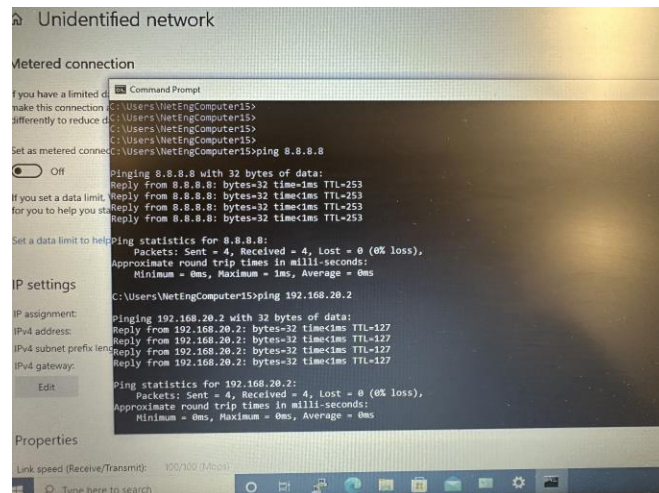 Unidentified network
Metered connection
If you have a limited d
make this connection
differently to reduce d
Set as metered connec
Off
If you set a data limit,
for you to help you sta
Set a data limit to help
IP settings
IP assignment:
IPv4 address:
IPv4 subnet prefix leng
IPv4 gateway:
Edit
Properties
Link speed (Receive/Transmit): 100/100 (Mbps)
Type here to search
Command Prompt
C:\Users\NetEngComputer15>
C:\Users\NetEngComputer15>
C:\Users\NetEngComputer15>
C:\Users\NetEngComputer15>
C:\Users\NetEngComputer15>ping 8.8.8.8
Pinging 8.8.8.8 with 32 bytes of data:
Reply from 8.8.8.8: bytes=32 time=1ms TTL=253
Reply from 8.8.8.8: bytes=32 time<1ms TTL=253
Reply from 8.8.8.8: bytes=32 time<1ms TTL=253
Reply from 8.8.8.8: bytes=32 time<1ms TTL=253
Ping statistics for 8.8.8.8:
Packets: Sent = 4, Received = 4, Lost = 0 (0% loss),
Approximate round trip times in milli-seconds:
Minimum = 0ms, Maximum = 1ms, Average = 0ms
C:\Users\NetEngComputer15>ping 192.168.20.2
Pinging 192.168.20.2 with 32 bytes of data:
Reply from 192.168.20.2: bytes=32 time<1ms TTL=127
Reply from 192.168.20.2: bytes=32 time<1ms TTL=127
Reply from 192.168.20.2: bytes=32 time<1ms TTL=127
Reply from 192.168.20.2: bytes=32 time<1ms TTL=127
Ping statistics for 192.168.20.2:
Packets: Sent = 4, Received = 4, Lost = 0 (0% loss),
Approximate round trip times in milli-seconds:
Minimum = 0ms, Maximum = 0ms, Average = 0ms